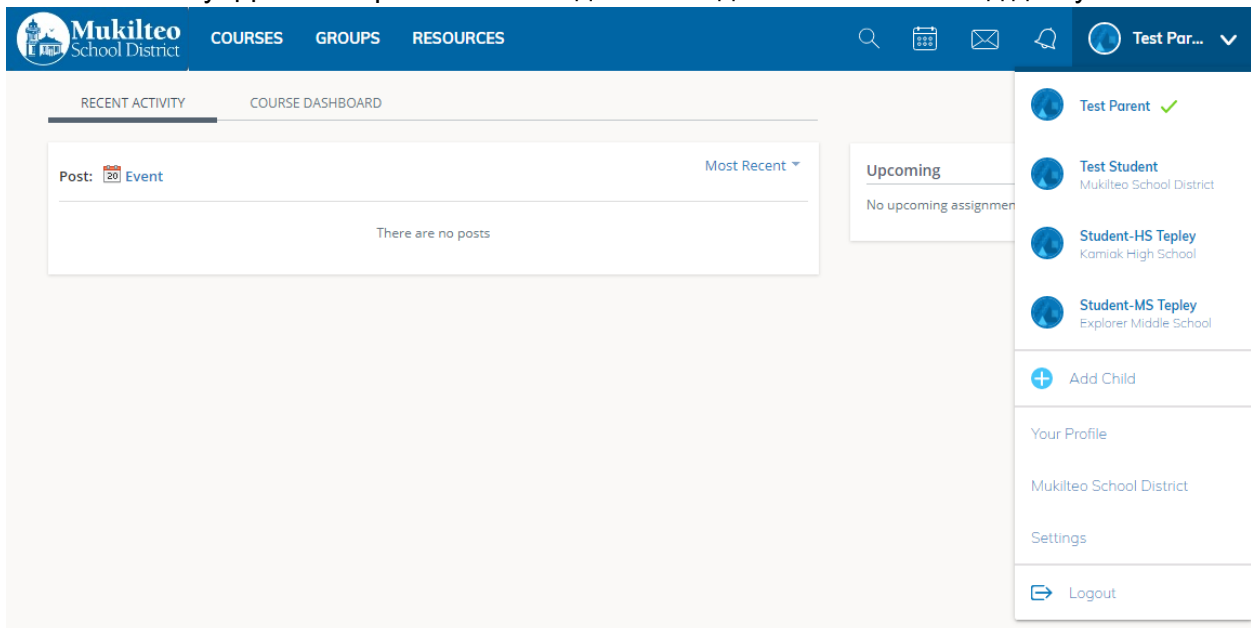 Mukilteo
School District
COURSES GROUPS RESOURCES
Test Par...
RECENT ACTIVITY COURSE DASHBOARD
Post: 20 Event
Most Recent
There are no posts
Upcoming
No upcoming assignmen
Test Parent
Test Student
Mukilteo School District
Student-HS Tepley
Kamiak High School
Student-MS Tepley
Explorer Middle School
Add Child
Your Profile
Mukilteo School District
Settings
Logout